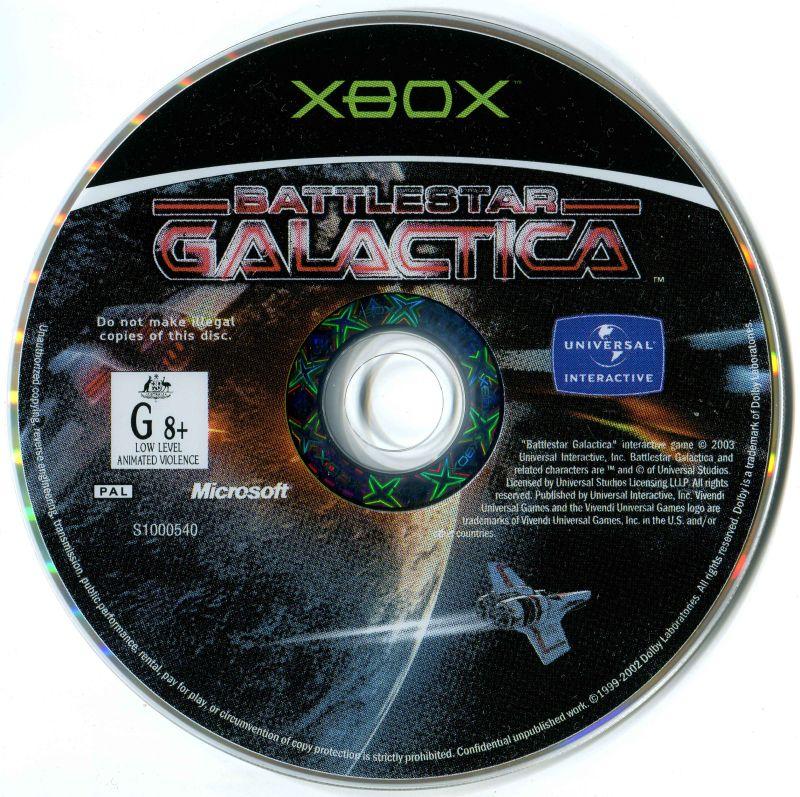 XBOX™
BATTLESTAR
GALACTICA™
Do not make illegal
copies of this disc.
AUSTRALIA
G 8+
LOW LEVEL
ANIMATED VIOLENCE
PAL
Microsoft
S1000540
UNIVERSAL
INTERACTIVE
"Battlestar Galactica" interactive game © 2003
Universal Interactive, Inc. Battlestar Galactica and
related characters are ™ and © of Universal Studios.
Licensed by Universal Studios Licensing LLLP. All rights
reserved. Published by Universal Interactive, Inc. Vivendi
Universal Games and the Vivendi Universal Games logo are
trademarks of Vivendi Universal Games, Inc. in the U.S. and/or
other countries.
Unauthorized copying, reverse engineering, transmission, public performance, rental, pay for play, or circumvention of copy protection is strictly prohibited. Confidential unpublished work. ©1999-2002 Dolby Laboratories. All rights reserved. Dolby is a trademark of Dolby Laboratories.